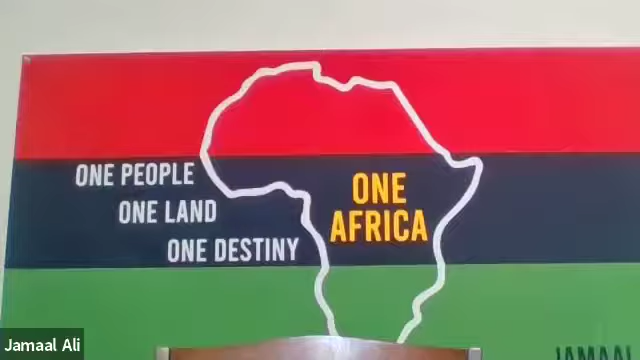 ONE PEOPLE
ONE LAND
ONE DESTINY
ONE
AFRICA
Jamaal Ali